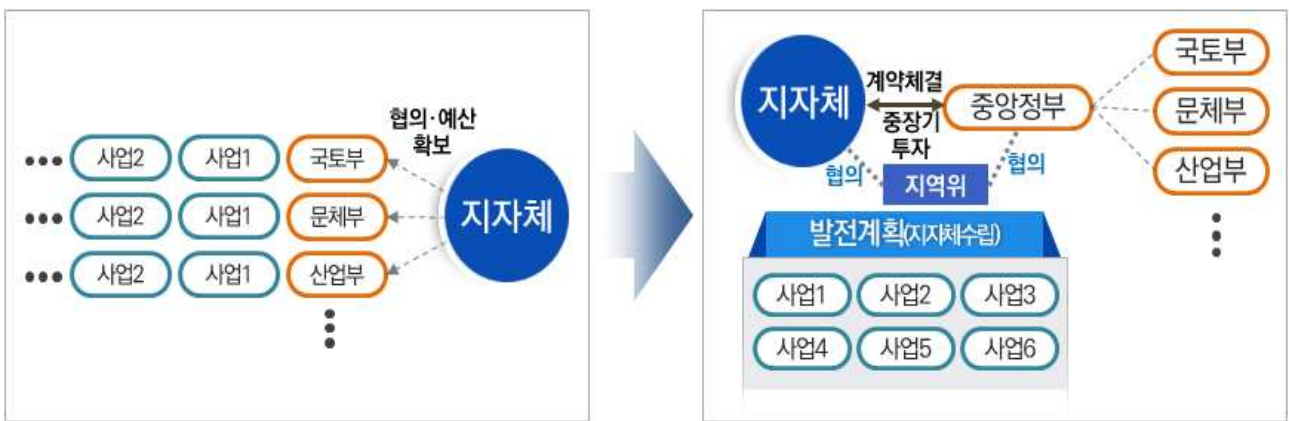 협의·예산
확보
사업2 사업1 국토부
사업2 사업1 문체부
사업2 사업1 산업부
지자체
지자체
계약체결
중장기
투자
중앙정부
국토부
문체부
산업부
협의
지역위
협의
발전계획(지자체수립)
사업1 사업2 사업3
사업4 사업5 사업6